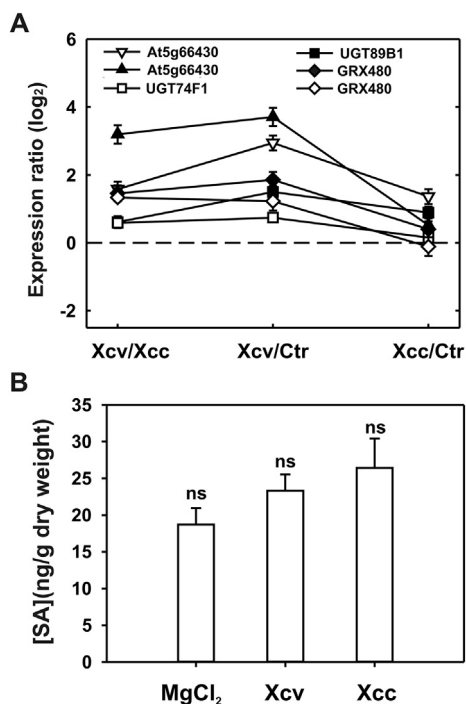 A
6
4
2
0
-2
Expression ratio (log₂)
At5g66430
At5g66430
UGT74F1
UGT89B1
GRX480
GRX480
Xcv/Xcc Xcv/Ctr Xcc/Ctr
B
35
30
25
20
15
10
5
0
[SA](ng/g dry weight)
ns ns ns
MgCl₂ Xcv Xcc